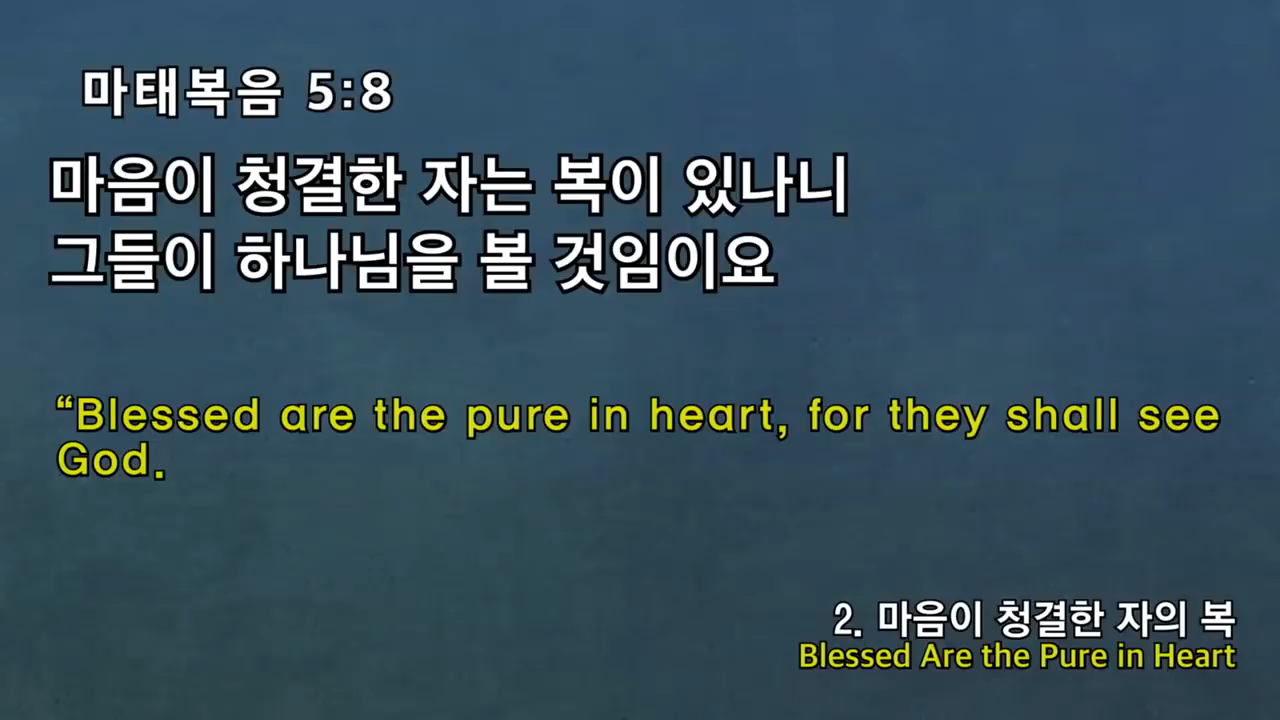 마태복음 5:8
마음이 청결한 자는 복이 있나니
그들이 하나님을 볼 것임이요
“Blessed are the pure in heart, for they shall see
God.
2. 마음이 청결한 자의 복
Blessed Are the Pure in Heart